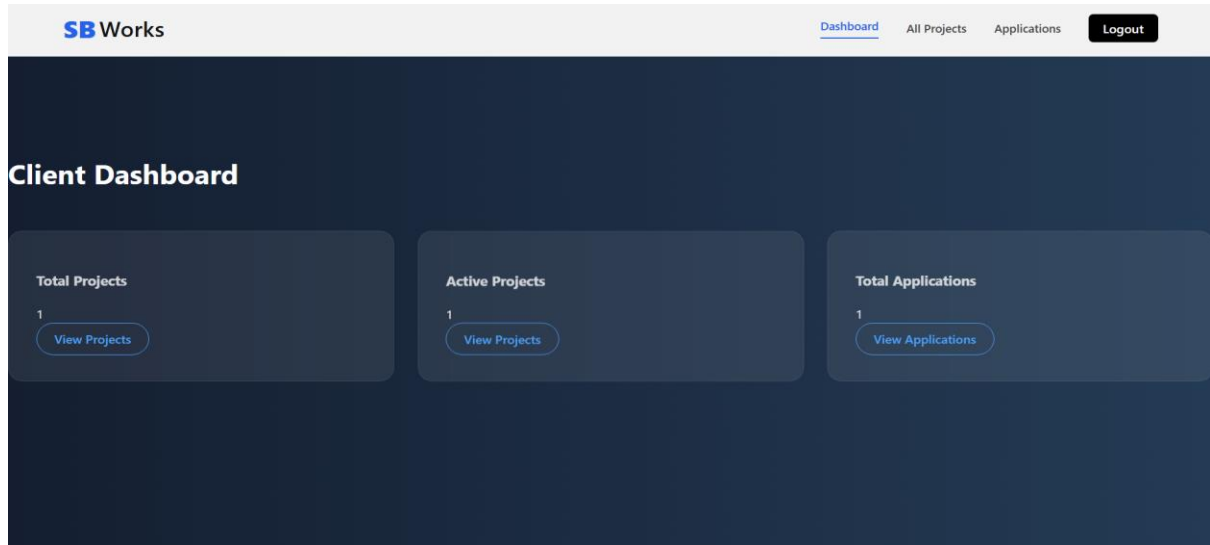 SB Works
Dashboard
All Projects
Applications
Logout
Client Dashboard
Total Projects
1
View Projects
Active Projects
1
View Projects
Total Applications
1
View Applications